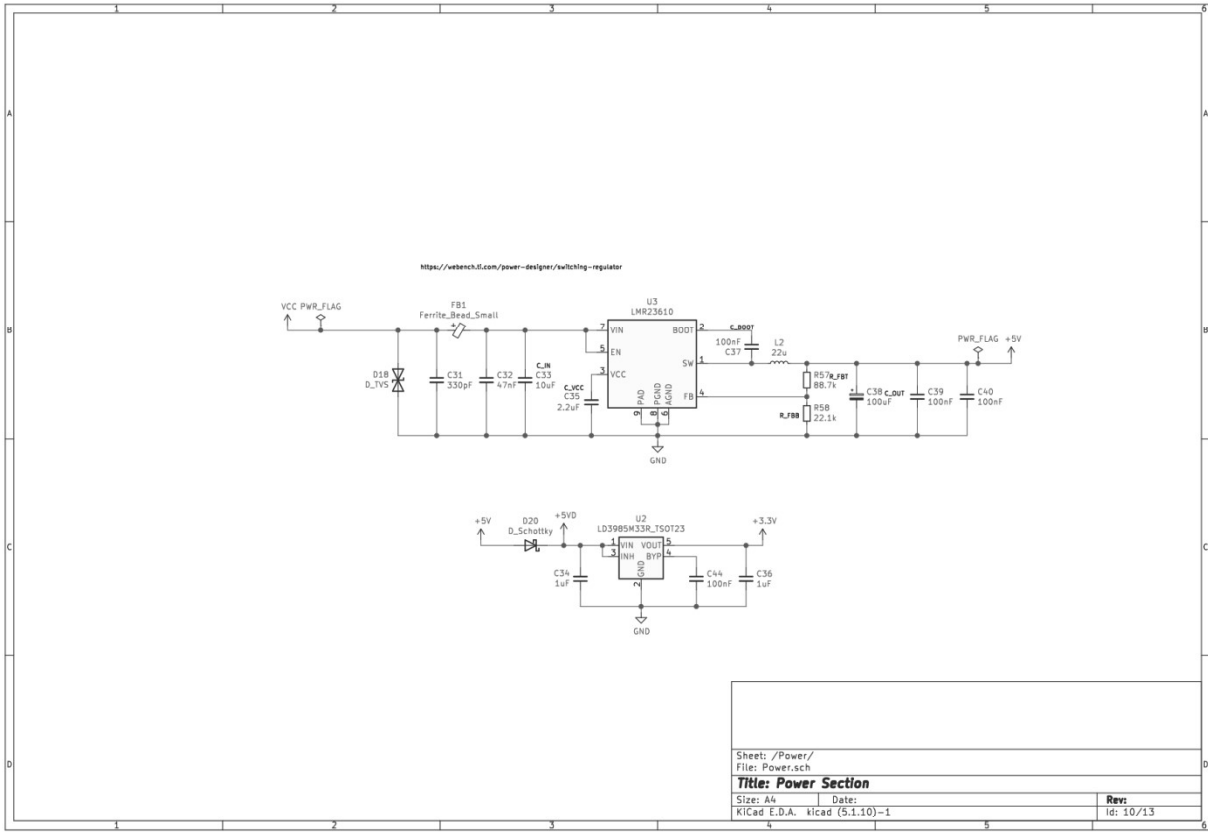 1 2 3 4 5 6
A A
https://webench.ti.com/power-designer/switching-regulator
B B
VCC PWR_FLAG
FB1
Ferrite_Bead_Small
U3
LMR23610
7 VIN BOOT 2
5 EN
SW 1
3 VCC
FB 4
PAD PGND AGND
9 8 6
D18
D_TVS
C31
330pF
C32
47nF
C_IN
C33
10uF
C_VCC
C35
2.2uF
GND
C_BOOT
100nF
C37
L2
22u
R57 R_FBT
88.7k
R58
R_FBB
22.1k
C38 C_OUT
100uF
C39
100nF
C40
100nF
PWR_FLAG +5V
C C
+5V
D20
D_Schottky
+5VD
U2
LD3985M33R_TSOT23
1 VIN VOUT 5
3 INH BYP 4
GND
2
+3.3V
C34
1uF
C44
100nF
C36
1uF
GND
D D
Sheet: /Power/
File: Power.sch
Title: Power Section
Size: A4 Date: Rev:
KiCad E.D.A. kicad (5.1.10)-1 Id: 10/13
1 2 3 4 5 6